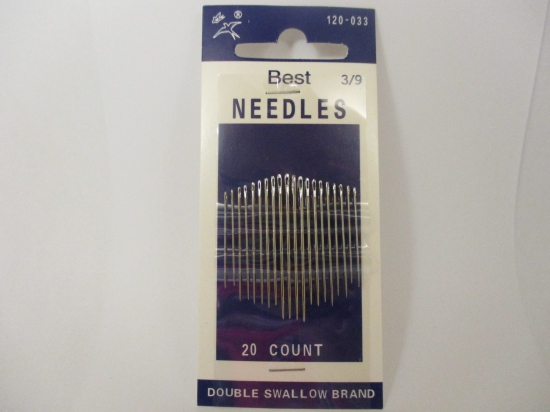 ® 120-033
Best 3/9
NEEDLES
20 COUNT
DOUBLE SWALLOW BRAND